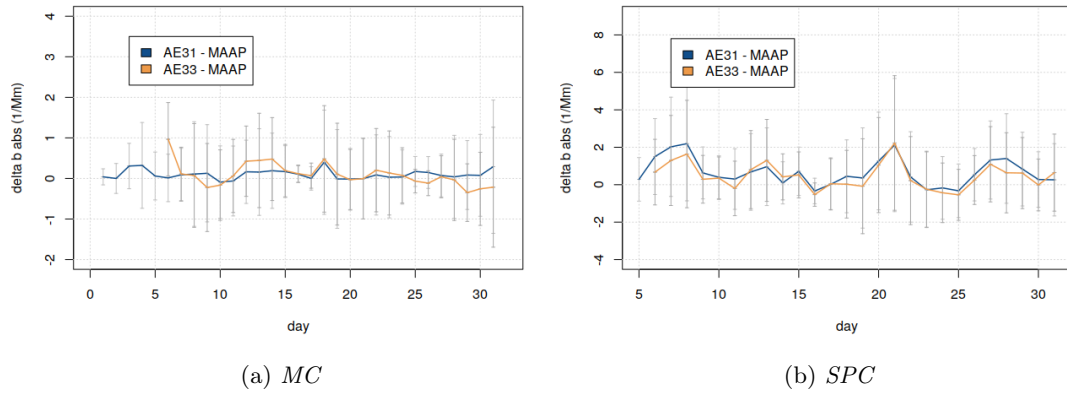 4
3
2
1
0
-1
-2
delta b abs (1/Mm)
AE31 - MAAP
AE33 - MAAP
0 5 10 15 20 25 30
day
(a) MC
8
6
4
2
0
-2
-4
delta b abs (1/Mm)
AE31 - MAAP
AE33 - MAAP
5 10 15 20 25 30
day
(b) SPC